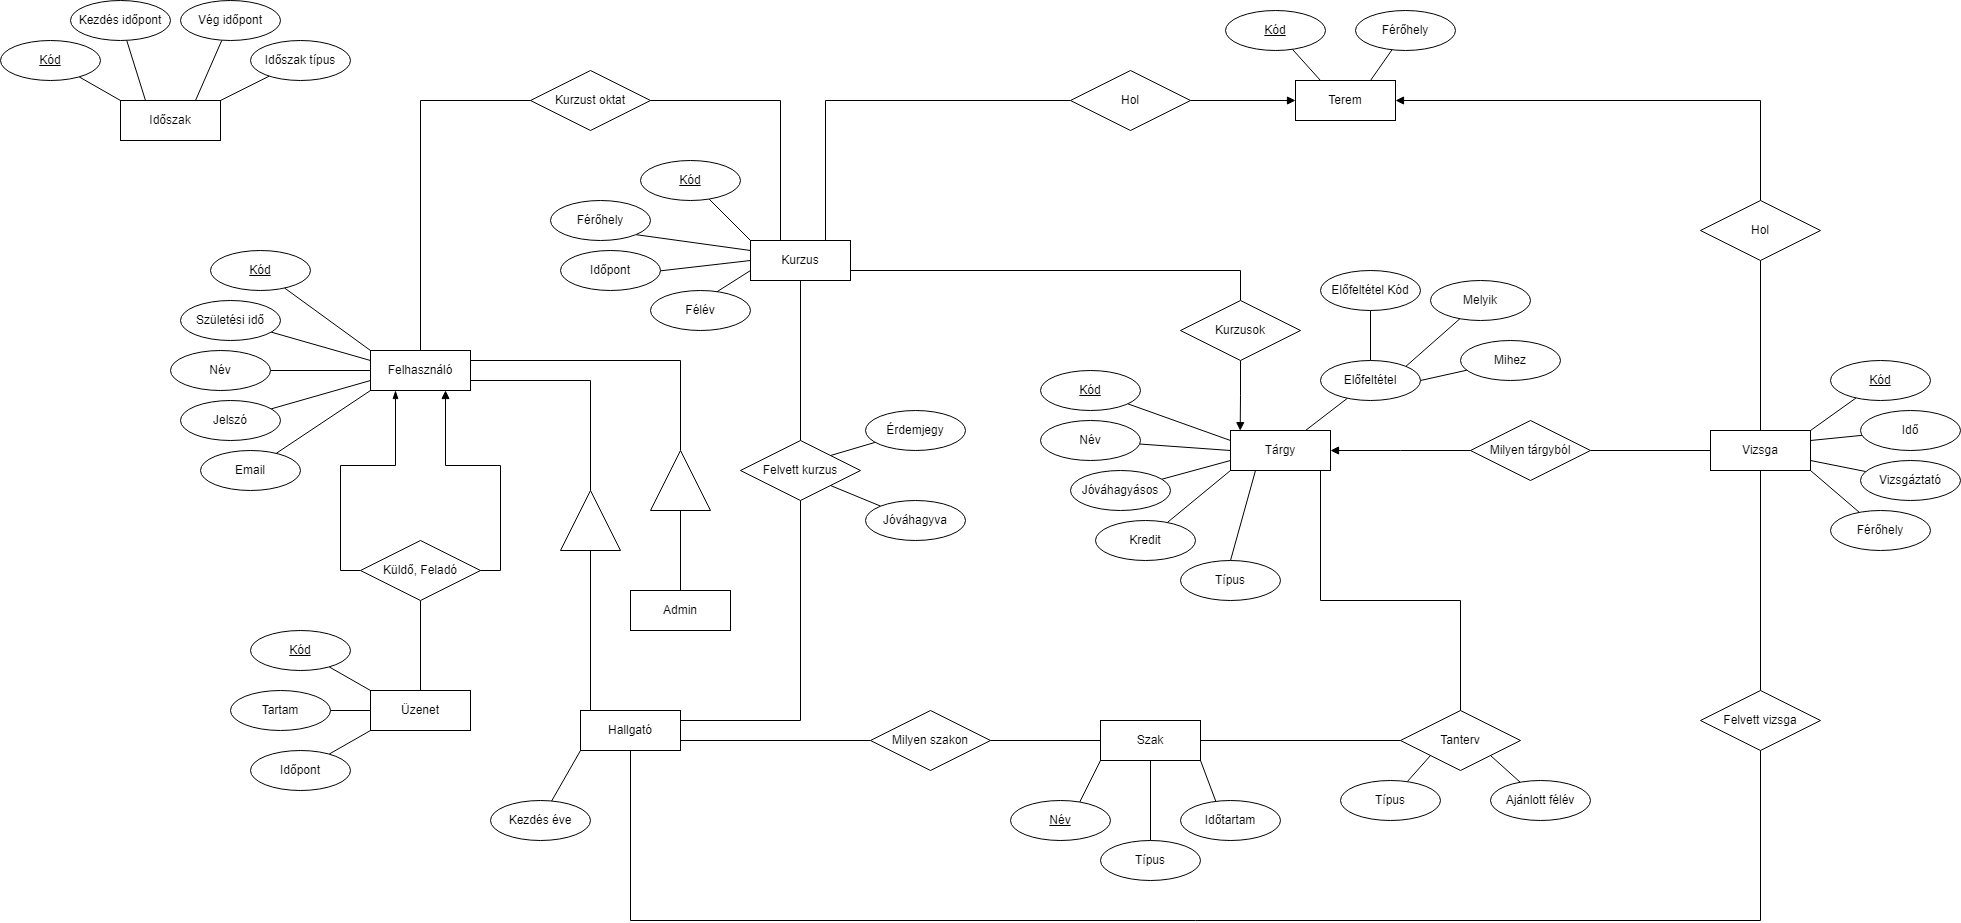 Kezdés időpont
Vég időpont
Kód
Időszak típus
Időszak
Kurzust oktat
Hol
Kód
Férőhely
Terem
Kód
Férőhely
Időpont
Félév
Kurzus
Hol
Kód
Születési idő
Név
Jelszó
Email
Felhasználó
Kurzusok
Előfeltétel Kód
Melyik
Mihez
Előfeltétel
Kód
Név
Jóváhagyásos
Kredit
Típus
Tárgy
Milyen tárgyból
Vizsga
Kód
Idő
Vizsgáztató
Férőhely
Érdemjegy
Felvett kurzus
Jóváhagyva
Küldő, Feladó
Admin
Kód
Tartam
Időpont
Üzenet
Hallgató
Kezdés éve
Milyen szakon
Szak
Név
Típus
Időtartam
Tanterv
Típus
Ajánlott félév
Felvett vizsga